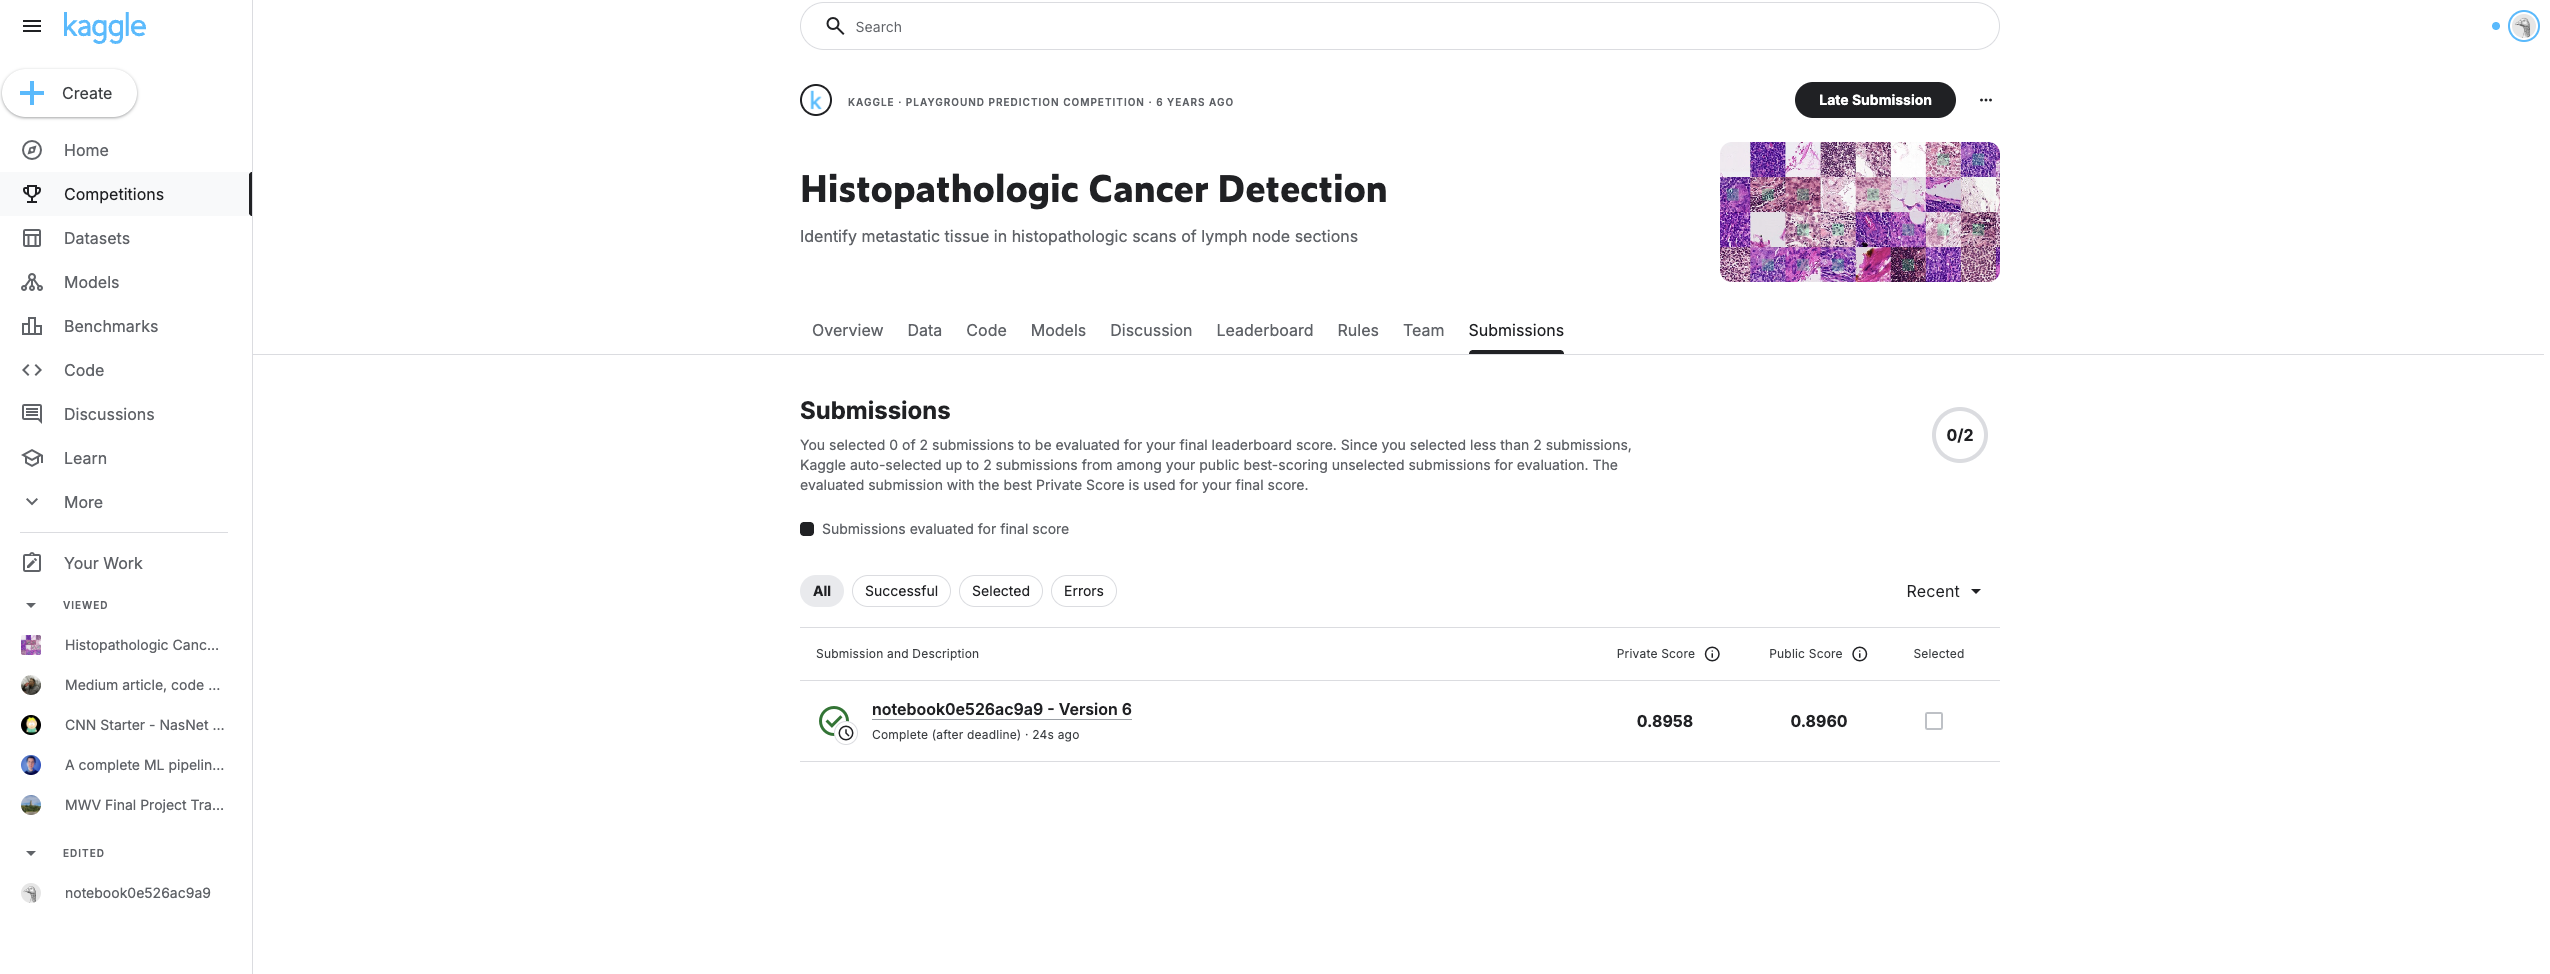 kaggle
Search
Create
Home
Competitions
Datasets
Models
Benchmarks
Code
Discussions
Learn
More
Your Work
VIEWED
Histopathologic Canc...
Medium article, code ...
CNN Starter - NasNet ...
A complete ML pipelin...
MWV Final Project Tra...
EDITED
notebook0e526ac9a9
k
KAGGLE · PLAYGROUND PREDICTION COMPETITION · 6 YEARS AGO
Late Submission
Histopathologic Cancer Detection
Identify metastatic tissue in histopathologic scans of lymph node sections
Overview Data Code Models Discussion Leaderboard Rules Team Submissions
Submissions
You selected 0 of 2 submissions to be evaluated for your final leaderboard score. Since you selected less than 2 submissions,
Kaggle auto-selected up to 2 submissions from among your public best-scoring unselected submissions for evaluation. The
evaluated submission with the best Private Score is used for your final score.
0/2
Submissions evaluated for final score
All Successful Selected Errors Recent
Submission and Description Private Score Public Score Selected
notebook0e526ac9a9 - Version 6 0.8958 0.8960
Complete (after deadline) · 24s ago